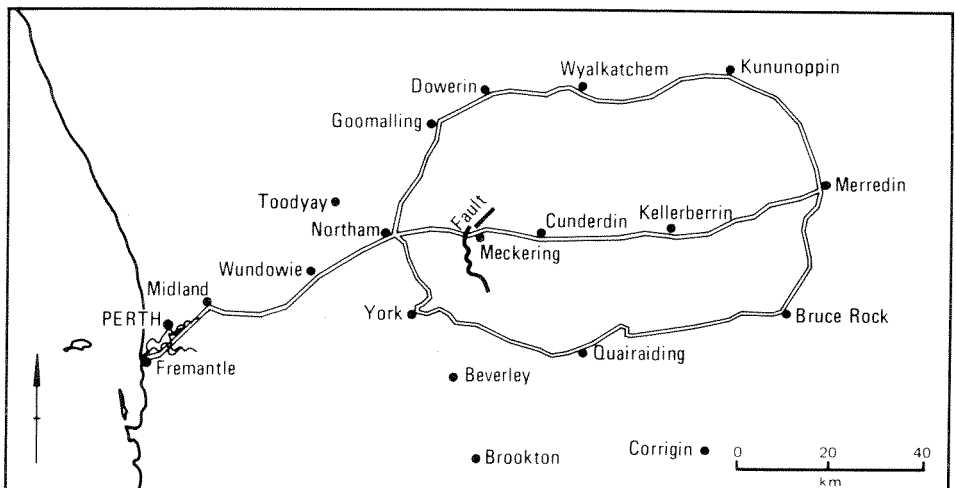 Kununoppin
Wyalkatchem
Dowerin
Goomalling
Merredin
Toodyay
Fault
Kellerberrin
Cunderdin
Northam
Meckering
Wundowie
Midland
PERTH
York
Bruce Rock
Quairaiding
Fremantle
Beverley
Corrigin
Brookton
0 20 40
km